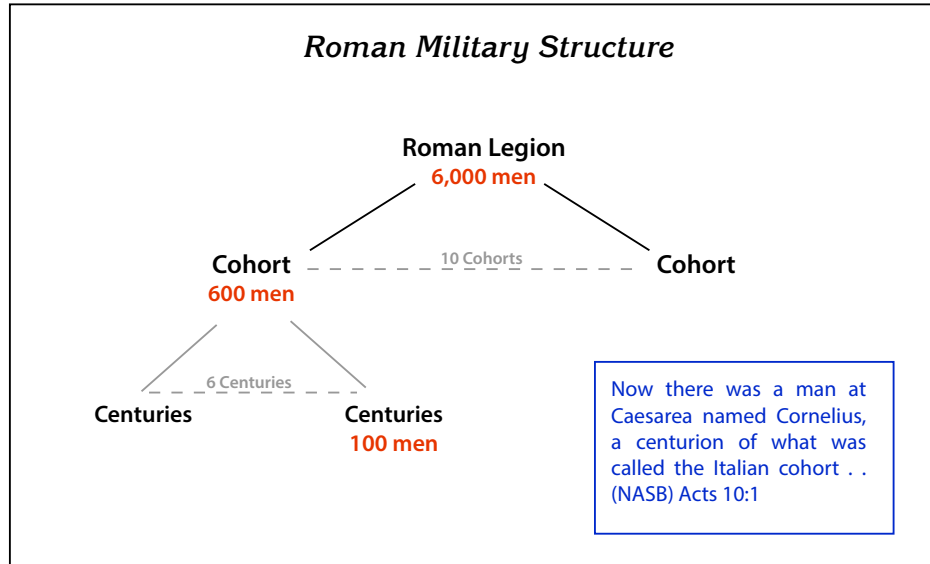 Roman Military Structure
Roman Legion
6,000 men
Cohort
10 Cohorts
Cohort
600 men
6 Centuries
Centuries
Centuries
100 men
Now there was a man at
Caesarea named Cornelius,
a centurion of what was
called the Italian cohort . .
(NASB) Acts 10:1